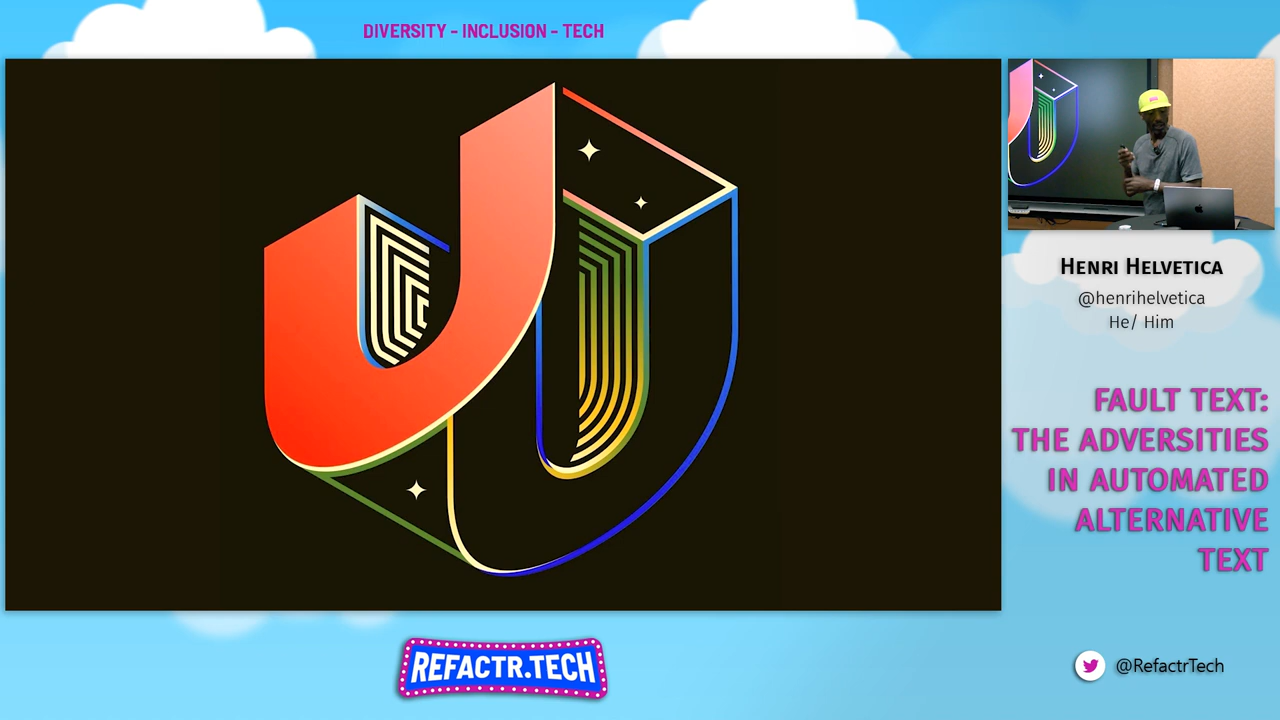 DIVERSITY - INCLUSION - TECH
HENRI HELVETICA
@henrihelvetica
He/ Him
FAULT TEXT:
THE ADVERSITIES
IN AUTOMATED
ALTERNATIVE
TEXT
REFACTR.TECH
@RefactrTech